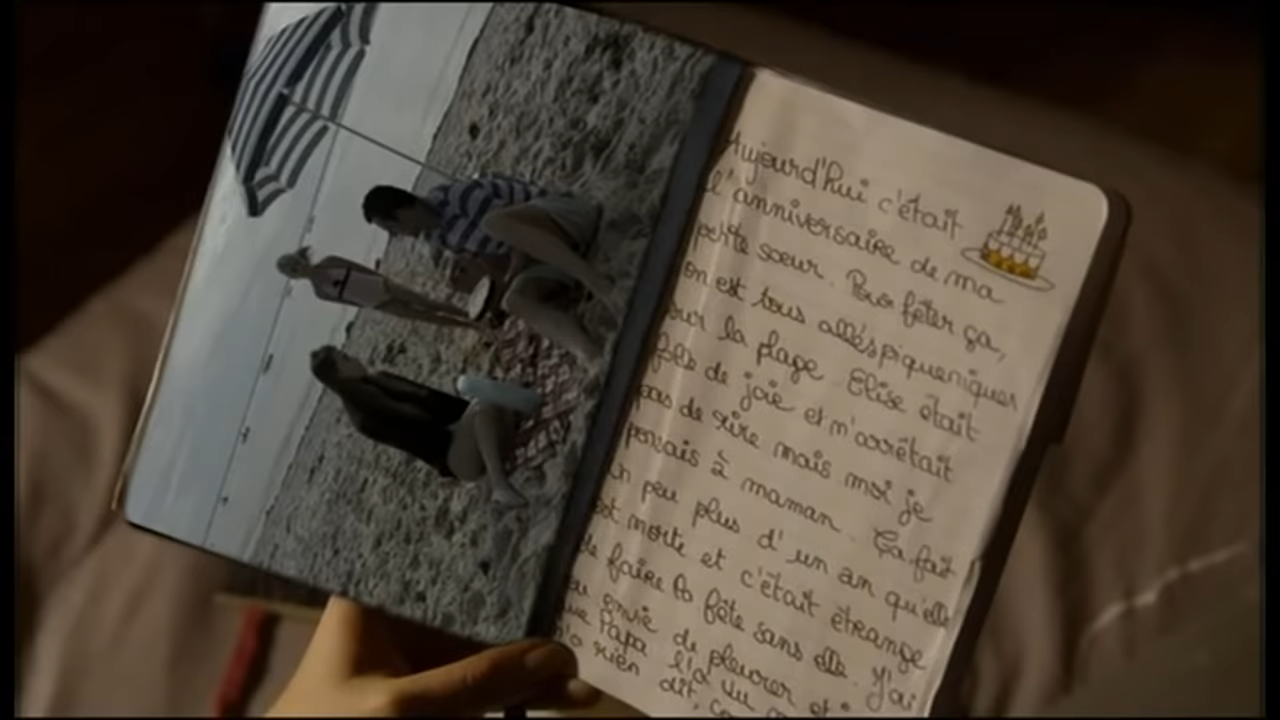 Aujourd'hui c'était
l'anniversaire de ma
petite sœur. Pour fêter ça,
on est tous allés piqueniquer
sur la plage. Elise était
folle de joie et n'arrêtait
pas de rire mais moi je
pensais à maman. Ça fait
un peu plus d'un an qu'elle
est morte et c'était étrange
de faire la fête sans elle. J'ai
eu envie de pleurer et
que Papa l'a vu
n'a rien dit,